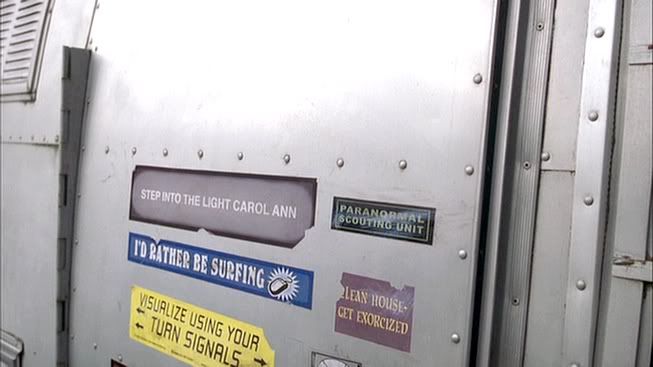 STEP INTO THE LIGHT CAROL ANN
PARANORMAL
SCOUTING UNIT
I'D RATHER BE SURFING
CLEAN HOUSE-
GET EXORCIZED
VISUALIZE USING YOUR
TURN SIGNALS